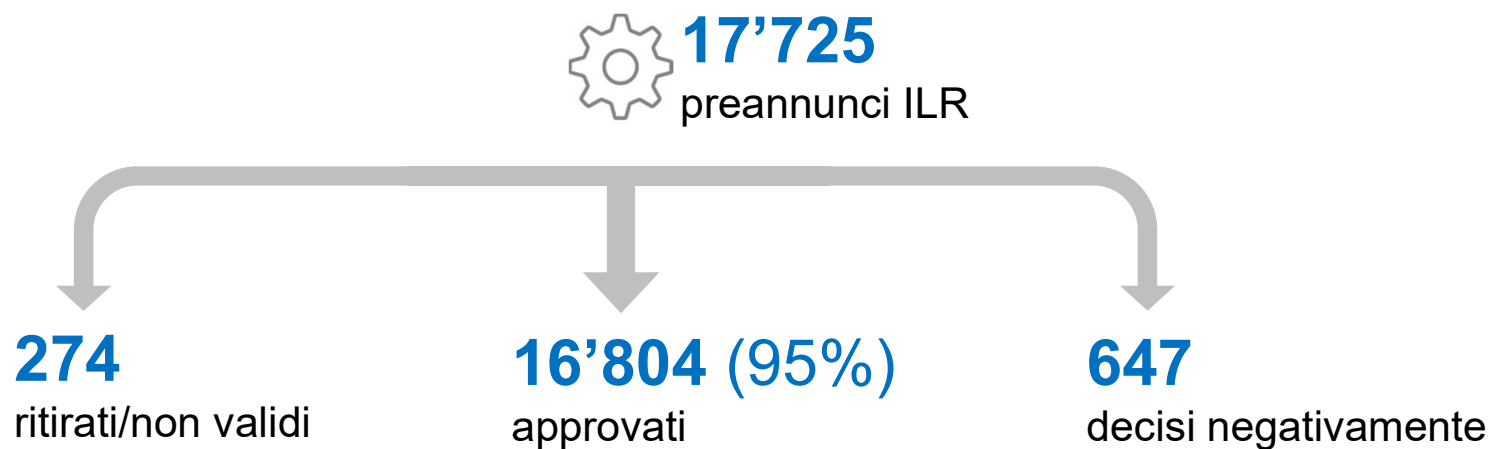 17’725
preannunci ILR
274
ritirati/non validi
16’804 (95%)
approvati
647
decisi negativamente